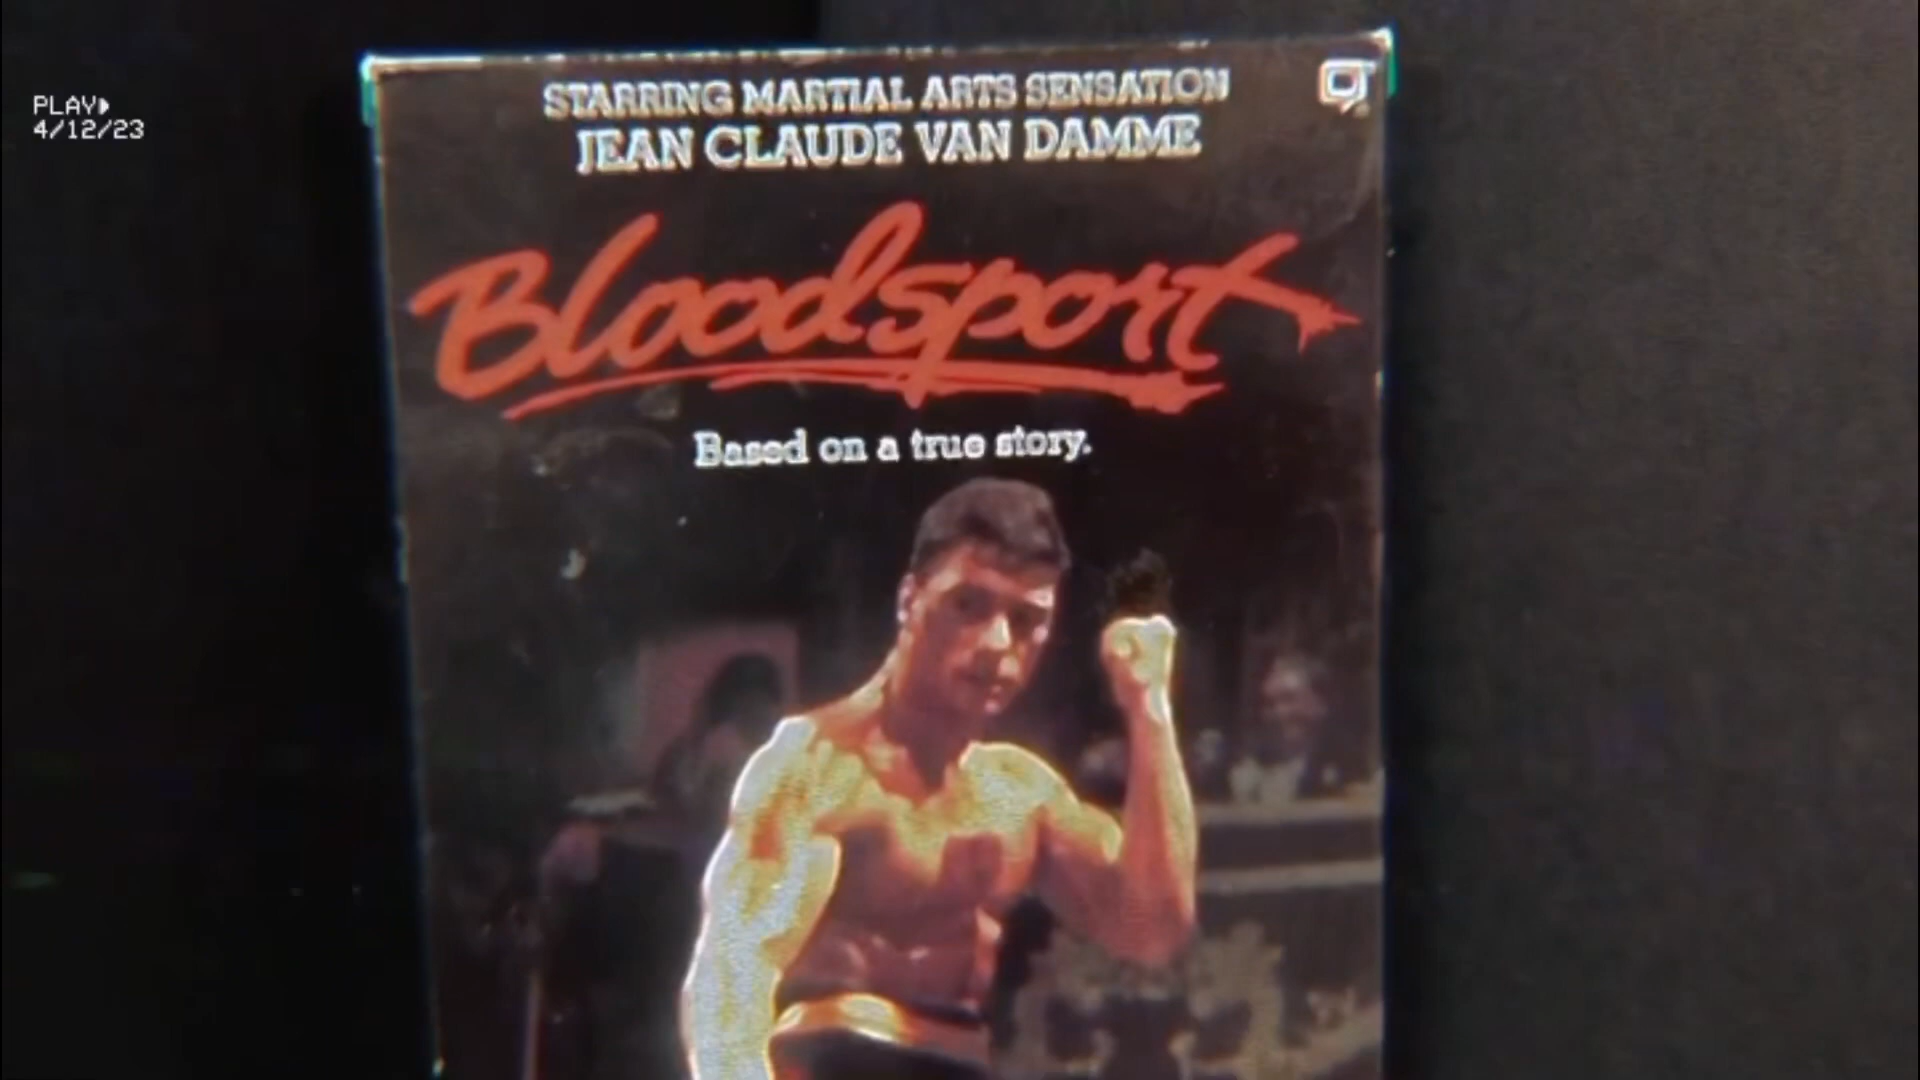 PLAY
4/12/23
STARRING MARTIAL ARTS SENSATION
JEAN CLAUDE VAN DAMME
Bloodsport
Based on a true story.